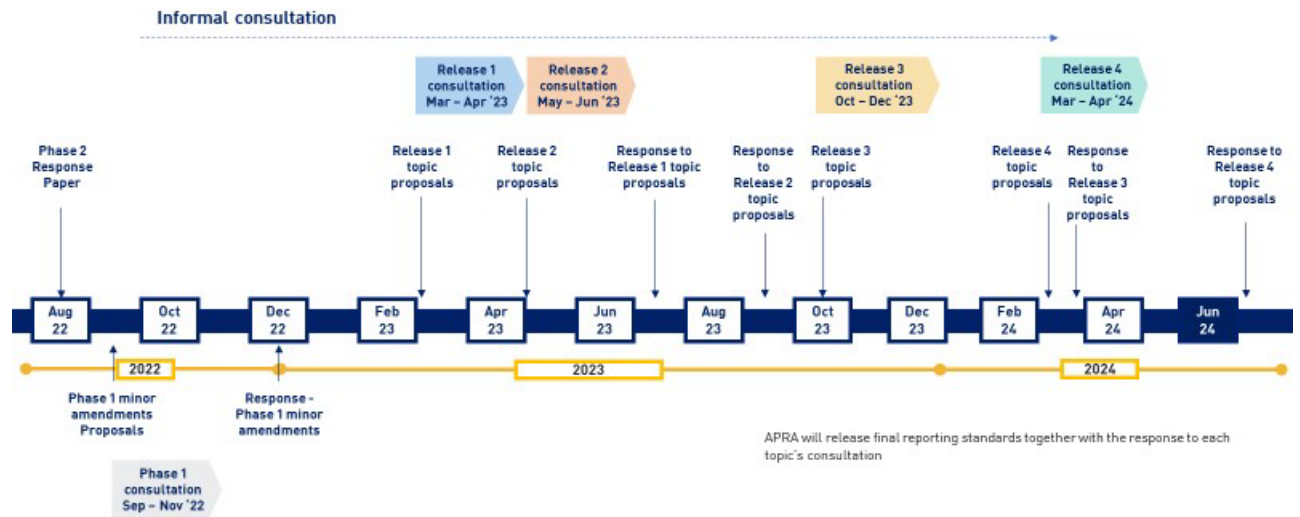 Informal consultation
Release 1
consultation
Mar – Apr '23
Release 2
consultation
May – Jun '23
Release 3
consultation
Oct – Dec '23
Release 4
consultation
Mar – Apr '24
Phase 2
Response
Paper
Release 1
topic
proposals
Release 2
topic
proposals
Response to
Release 1 topic
proposals
Response
to
Release 2
topic
proposals
Release 3
topic
proposals
Release 4
topic
proposals
Response
to
Release 3
topic
proposals
Response to
Release 4
topic
proposals
Aug
22
Oct
22
Dec
22
Feb
23
Apr
23
Jun
23
Aug
23
Oct
23
Dec
23
Feb
24
Apr
24
Jun
24
2022
2023
2024
Phase 1 minor
amendments
Proposals
Response -
Phase 1 minor
amendments
APRA will release final reporting standards together with the response to each
topic's consultation
Phase 1
consultation
Sep – Nov '22